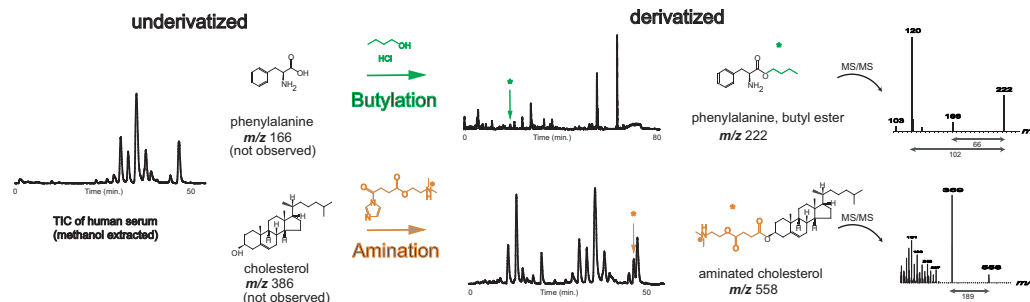 underivatized
derivatized
O
OH
NH2
phenylalanine
m/z 166
(not observed)
OH
HCl
Butylation
*
0
Time (min.)
80
*
O
O
NH2
phenylalanine, butyl ester
m/z 222
MS/MS
120
222
166
103
66
102
0
Time (min.)
50
TIC of human serum
(methanol extracted)
HO
H
H
H
H
cholesterol
m/z 386
(not observed)
O
O
O
N
N
N
H
Amination
*
0
Time (min.)
50
*
H
N
O
O
O
O
H
H
H
H
aminated cholesterol
m/z 558
MS/MS
369
558
189